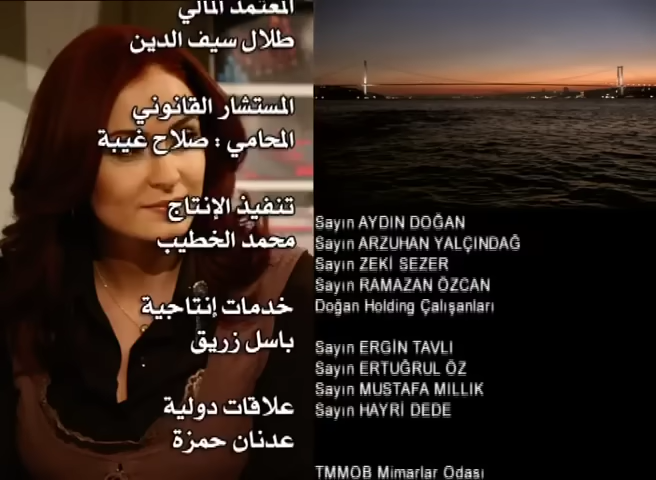 المعتمد المالي
طلال سيف الدين
المستشار القانوني
المحامي : صلاح غيبة
تنفيذ الإنتاج
محمد الخطيب
خدمات إنتاجية
باسل زريق
علاقات دولية
عدنان حمزة
Sayın AYDIN DOĞAN
Sayın ARZUHAN YALÇINDAĞ
Sayın ZEKİ SEZER
Sayın RAMAZAN ÖZCAN
Doğan Holding Çalışanları
Sayın ERGİN TAVLI
Sayın ERTUĞRUL ÖZ
Sayın MUSTAFA MILLIK
Sayın HAYRİ DEDE
TMMOB Mimarlar Odası